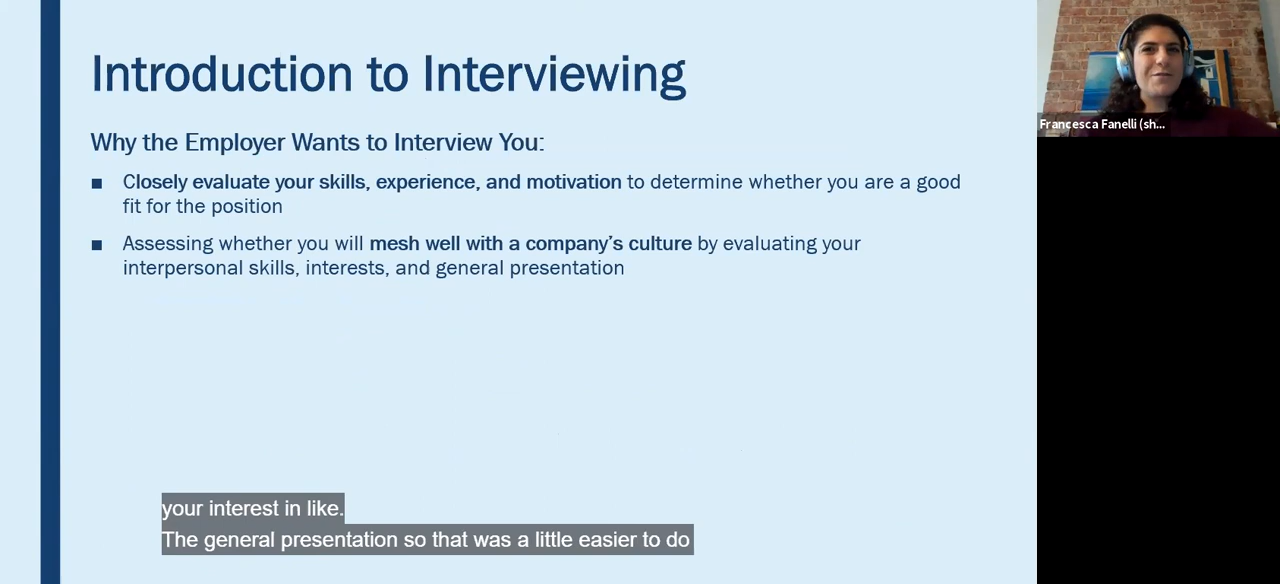 Introduction to Interviewing
Why the Employer Wants to Interview You:
■ Closely evaluate your skills, experience, and motivation to determine whether you are a good
fit for the position
■ Assessing whether you will mesh well with a company's culture by evaluating your
interpersonal skills, interests, and general presentation
your interest in like.
The general presentation so that was a little easier to do
Francesca Fanelli (sh...